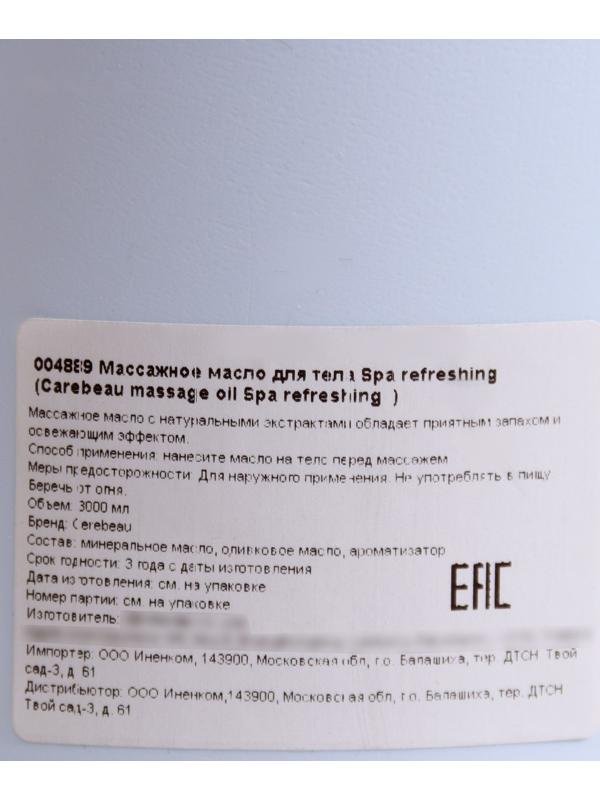 004889 Массажное масло для тела Spa refreshing
(Carebeau massage oil Spa refreshing )
Массажное масло с натуральными экстрактами обладает приятным запахом и
освежающим эффектом.
Способ применения: нанесите масло на тело перед массажем
Меры предосторожности: Для наружного применения. Не употреблять в пищу.
Беречь от огня.
Объем: 3000 мл
Бренд: Carebeau
Состав: минеральное масло, оливковое масло, ароматизатор
Срок годности: 3 года с даты изготовления
Дата изготовления: см. на упаковке
Номер партии: см. на упаковке
Изготовитель:
Импортер: ООО Иненком, 143900, Московская обл, г.о. Балашиха, тер. ДТСН Твой
сад-3, д. 61
Дистрибьютор: ООО Иненком,143900, Московская обл, г.о. Балашиха, тер. ДТСН
Твой сад-3, д. 61
EAC